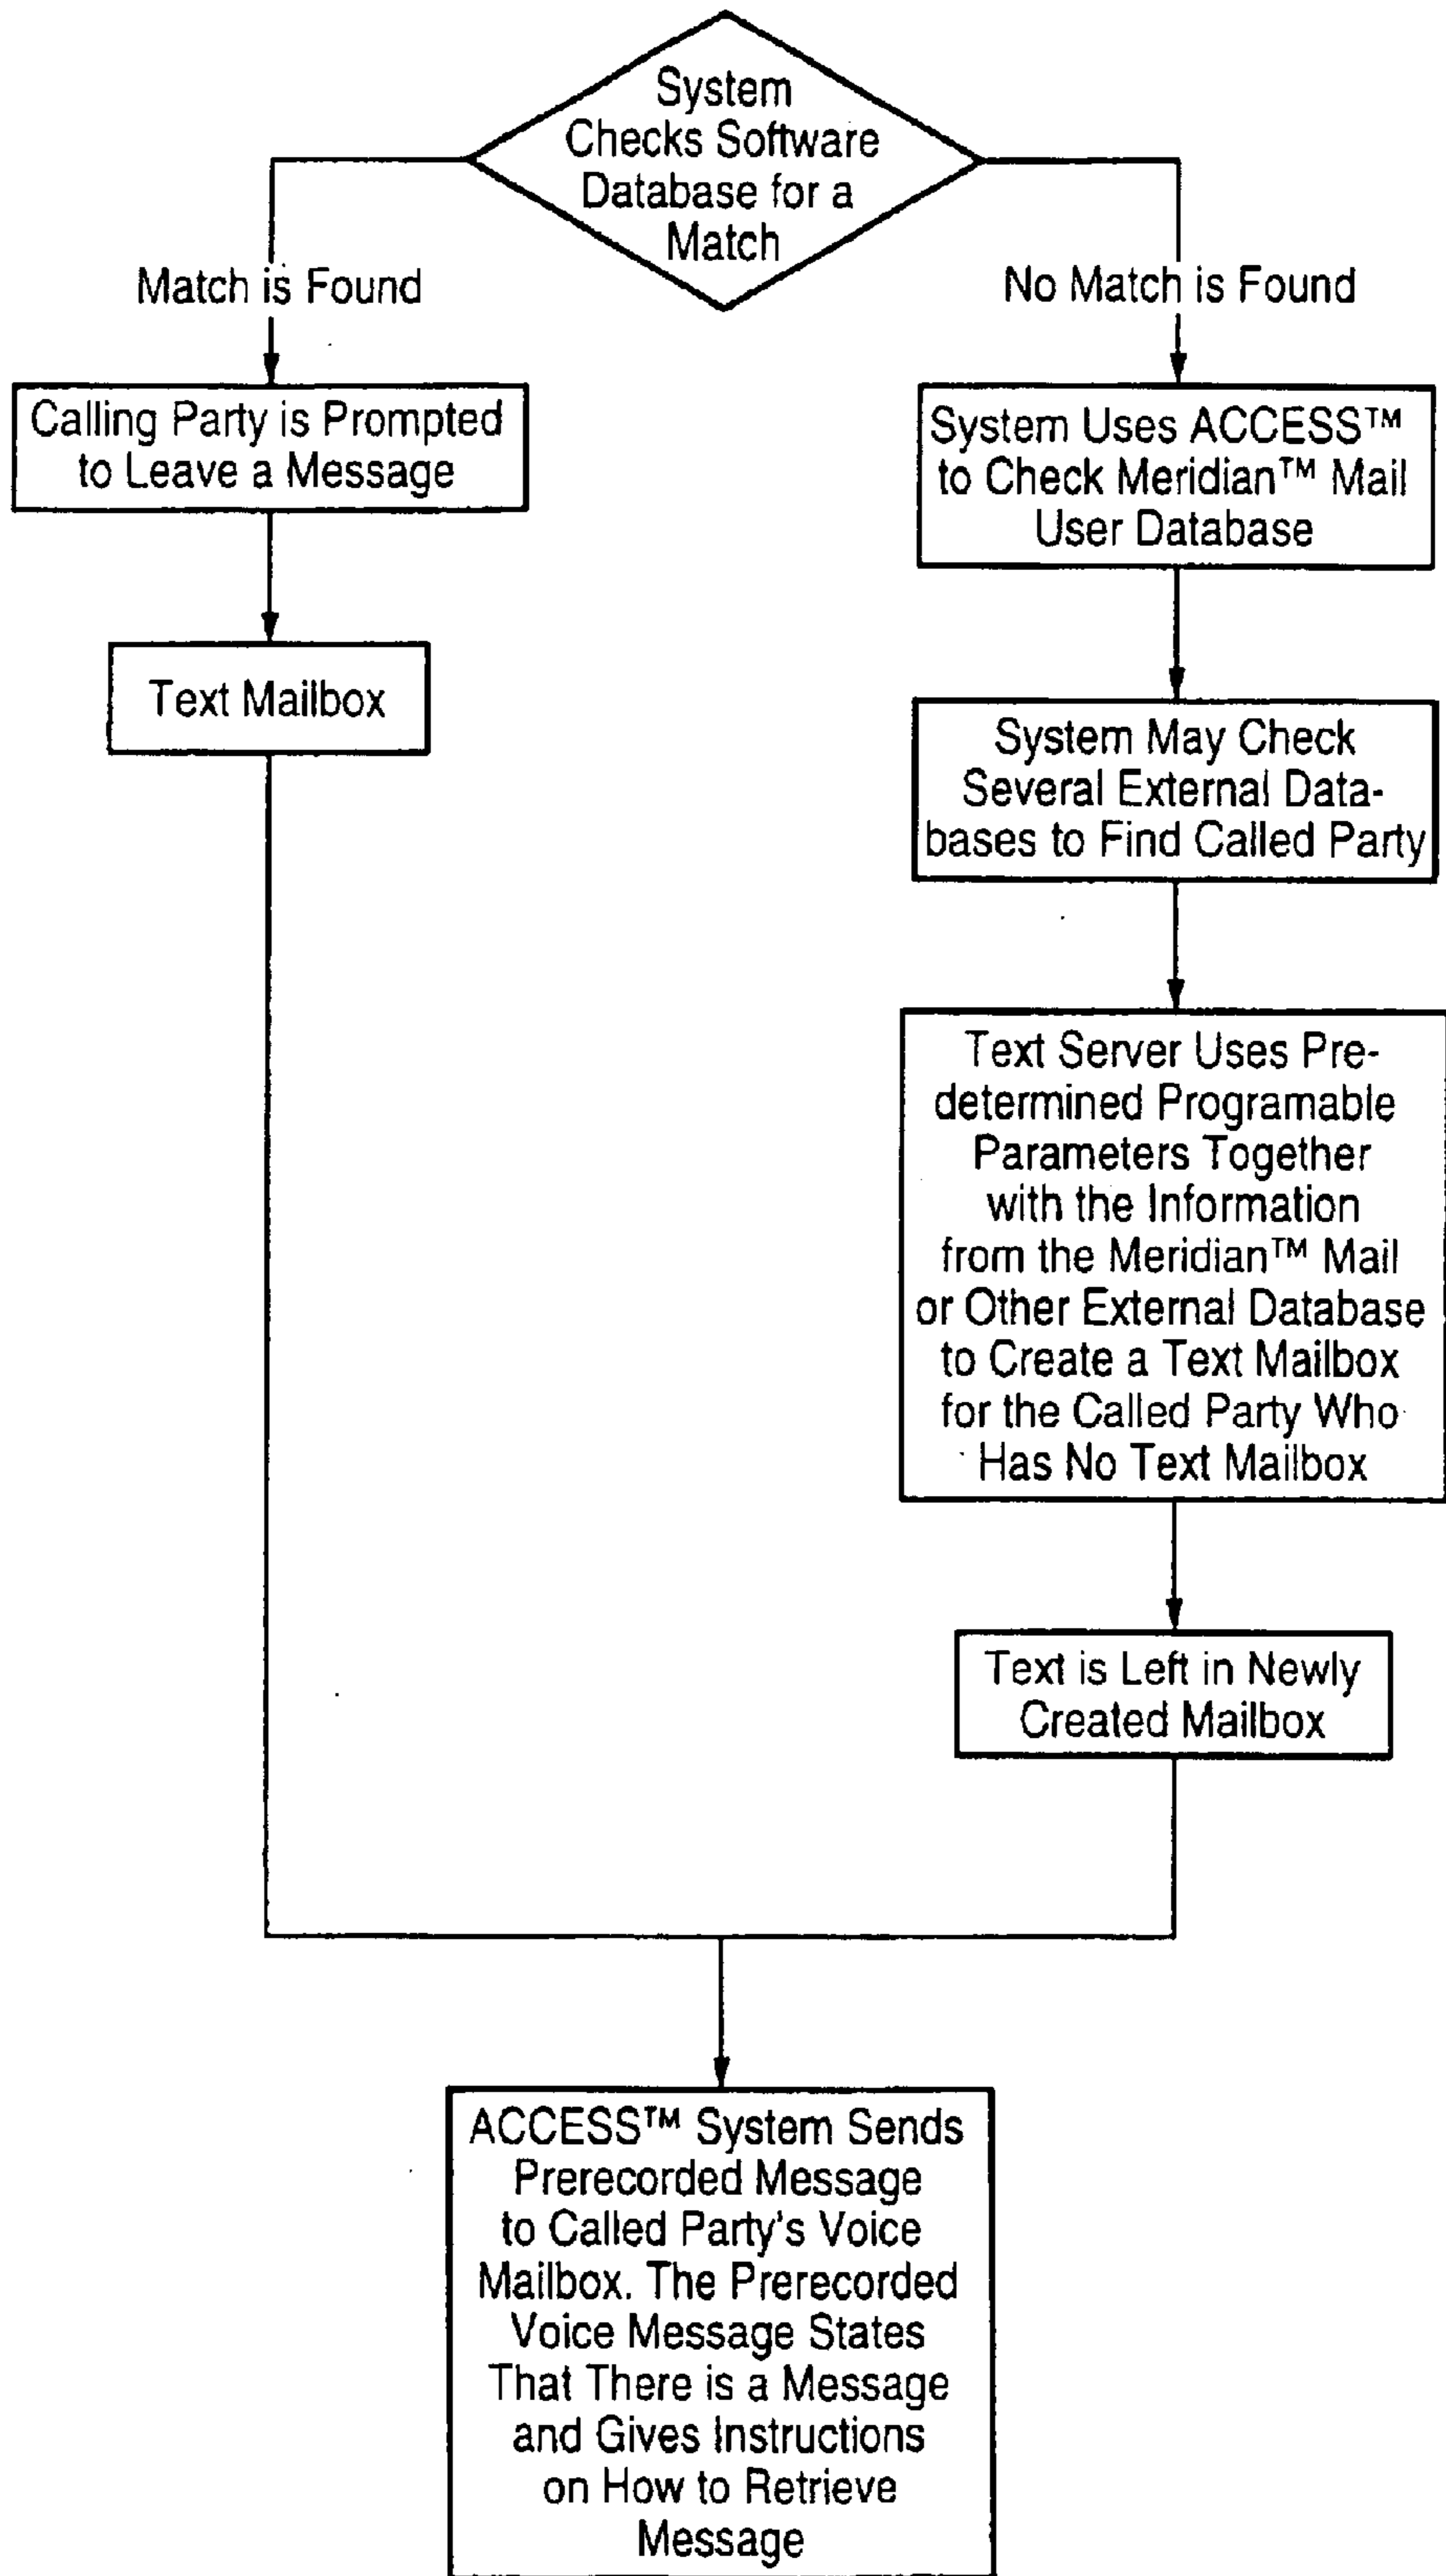 System
Checks Software
Database for a
Match
Match is Found
No Match is Found
Calling Party is Prompted
to Leave a Message
System Uses ACCESS™
to Check Meridian™ Mail
User Database
Text Mailbox
System May Check
Several External Data-
bases to Find Called Party
Text Server Uses Pre-
determined Programable
Parameters Together
with the Information
from the Meridian™ Mail
or Other External Database
to Create a Text Mailbox
for the Called Party Who
Has No Text Mailbox
Text is Left in Newly
Created Mailbox
ACCESS™ System Sends
Prerecorded Message
to Called Party's Voice
Mailbox. The Prerecorded
Voice Message States
That There is a Message
and Gives Instructions
on How to Retrieve
Message